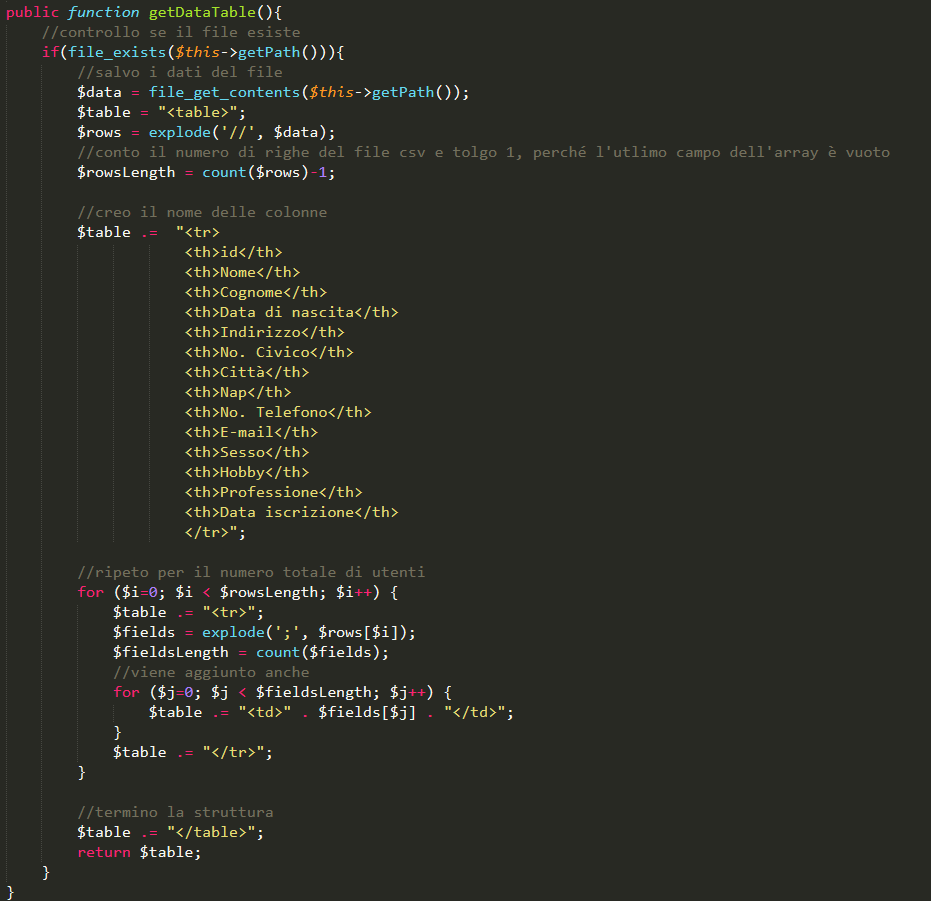 public function getDataTable(){
    //controllo se il file esiste
    if(file_exists($this->getPath())){
        //salvo i dati del file
        $data = file_get_contents($this->getPath());
        $table = "<table>";
        $rows = explode('//', $data);
        //conto il numero di righe del file csv e tolgo 1, perché l'utlimo campo dell'array è vuoto
        $rowsLength = count($rows)-1;

        //creo il nome delle colonne
        $table .=  "<tr>
                    <th>id</th>
                    <th>Nome</th>
                    <th>Cognome</th>
                    <th>Data di nascita</th>
                    <th>Indirizzo</th>
                    <th>No. Civico</th>
                    <th>Città</th>
                    <th>Nap</th>
                    <th>No. Telefono</th>
                    <th>E-mail</th>
                    <th>Sesso</th>
                    <th>Hobby</th>
                    <th>Professione</th>
                    <th>Data iscrizione</th>
                    </tr>";

        //ripeto per il numero totale di utenti
        for ($i=0; $i < $rowsLength; $i++) {
            $table .= "<tr>";
            $fields = explode(';', $rows[$i]);
            $fieldsLength = count($fields);
            //viene aggiunto anche
            for ($j=0; $j < $fieldsLength; $j++) {
                $table .= "<td>" . $fields[$j] . "</td>";
            }
            $table .= "</tr>";
        }

        //termino la struttura
        $table .= "</table>";
        return $table;
    }
}